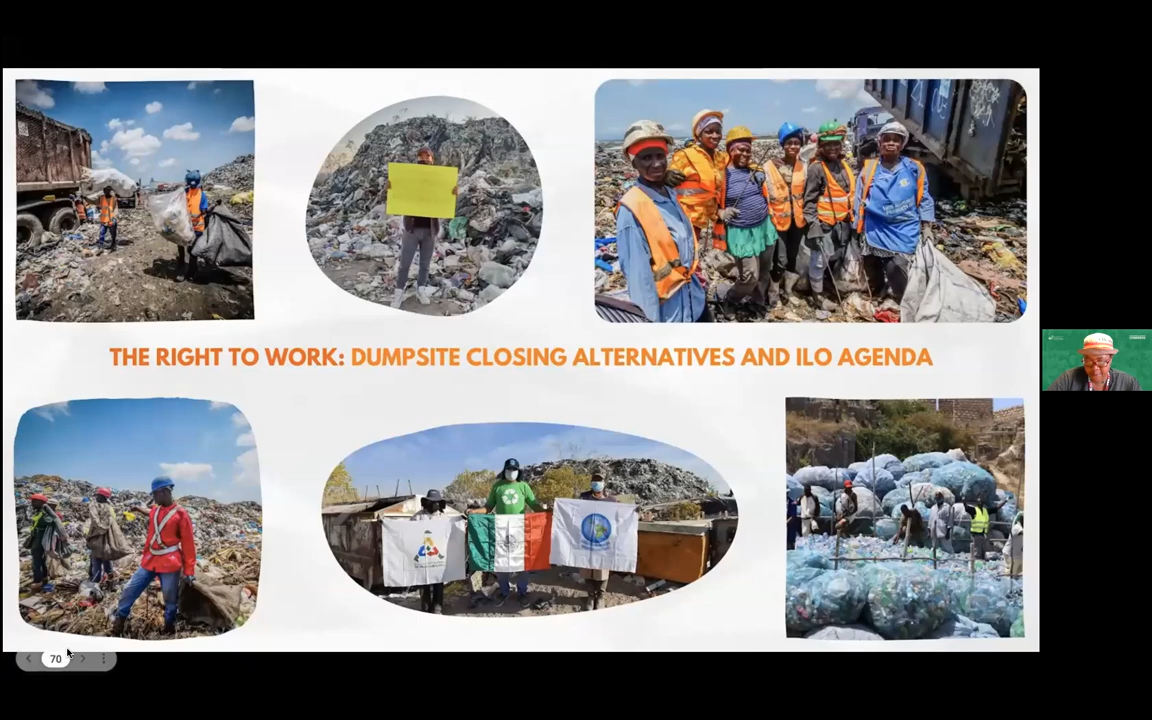 THE RIGHT TO WORK: DUMPSITE CLOSING ALTERNATIVES AND ILO AGENDA
70